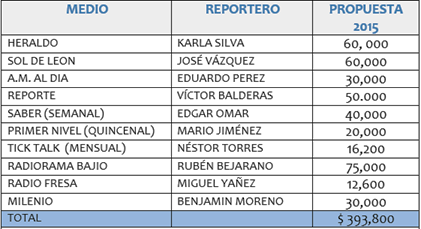 MEDIO REPORTERO PROPUESTA 2015
HERALDO KARLA SILVA 60, 000
SOL DE LEON JOSÉ VÁZQUEZ 60,000
A.M. AL DIA EDUARDO PEREZ 30,000
REPORTE VÍCTOR BALDERAS 50.000
SABER (SEMANAL) EDGAR OMAR 40,000
PRIMER NIVEL (QUINCENAL) MARIO JIMÉNEZ 20,000
TICK TALK (MENSUAL) NÉSTOR TORRES 16,200
RADIORAMA BAJIO RUBÉN BEJARANO 75,000
RADIO FRESA MIGUEL YAÑEZ 12,600
MILENIO BENJAMIN MORENO 30,000
TOTAL $ 393,800